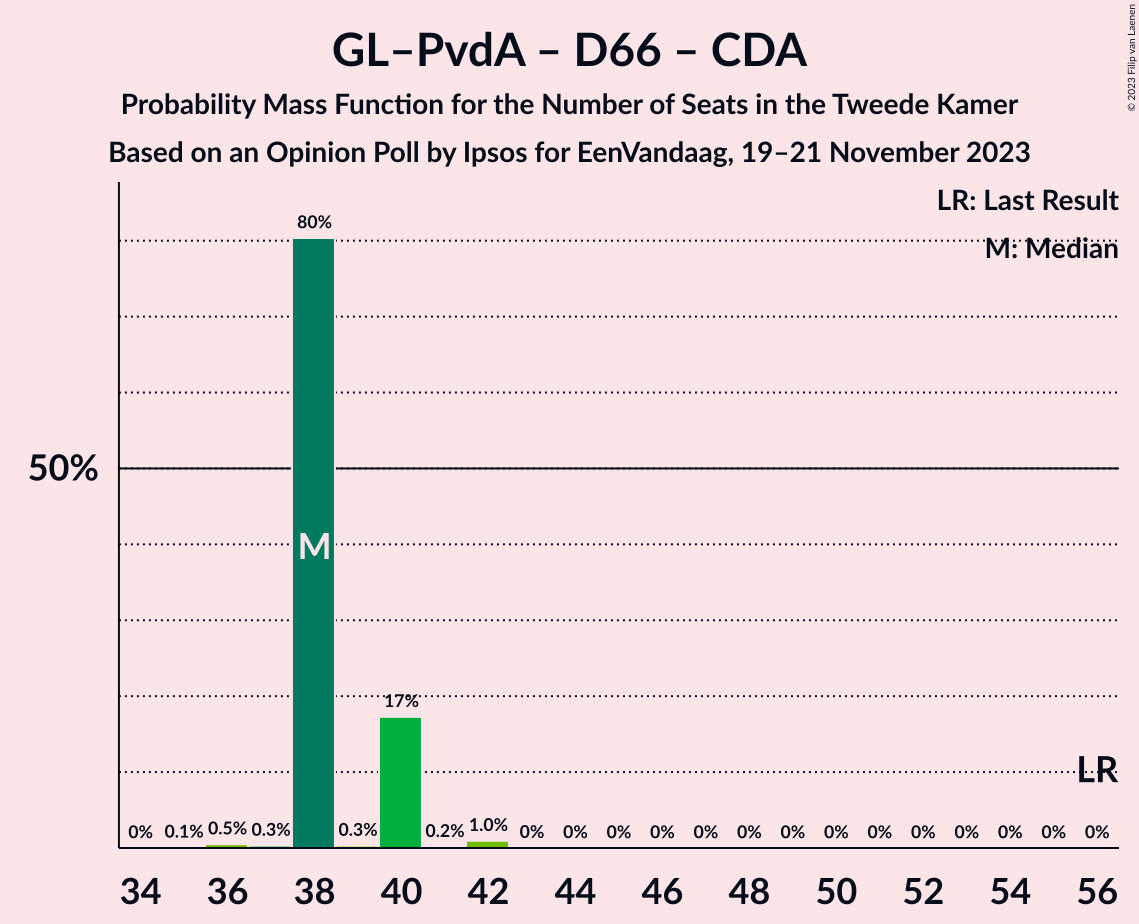 GL–PvdA – D66 – CDA
Probability Mass Function for the Number of Seats in the Tweede Kamer
Based on an Opinion Poll by Ipsos for EenVandaag, 19–21 November 2023
© 2023 Filip van Laenen
LR: Last Result
M: Median
50%
80%
M
17%
LR
0% 0.1% 0.5% 0.3% 0.3% 0.2% 1.0% 0% 0% 0% 0% 0% 0% 0% 0% 0% 0% 0% 0% 0% 0%
34 36 38 40 42 44 46 48 50 52 54 56